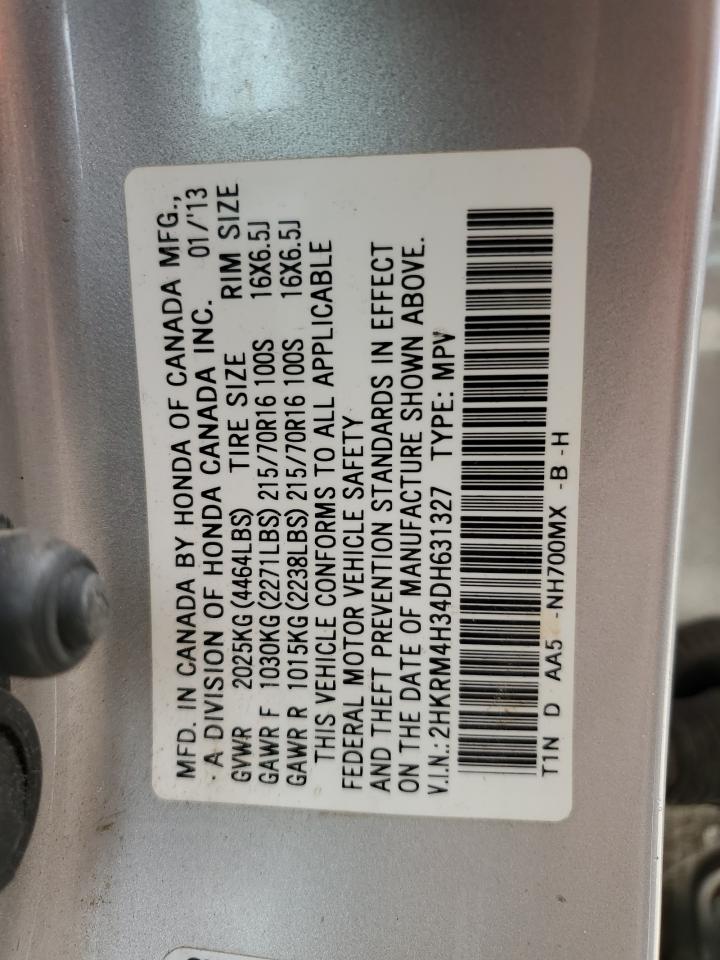 MFD. IN CANADA BY HONDA OF CANADA MFG.,
· A DIVISION OF HONDA CANADA INC. 01/'13
GVWR 2025KG(4464LBS) TIRE SIZE RIM SIZE
GAWR F 1030KG(2271LBS) 215/70R16 100S 16X6.5J
GAWR R 1015KG(2238LBS) 215/70R16 100S 16X6.5J
THIS VEHICLE CONFORMS TO ALL APPLICABLE
FEDERAL MOTOR VEHICLE SAFETY
AND THEFT PREVENTION STANDARDS IN EFFECT
ON THE DATE OF MANUFACTURE SHOWN ABOVE.
V.I.N.: 2HKRM4H34DH631327 TYPE: MPV
T1N D AA5 -NH700MX -B -H